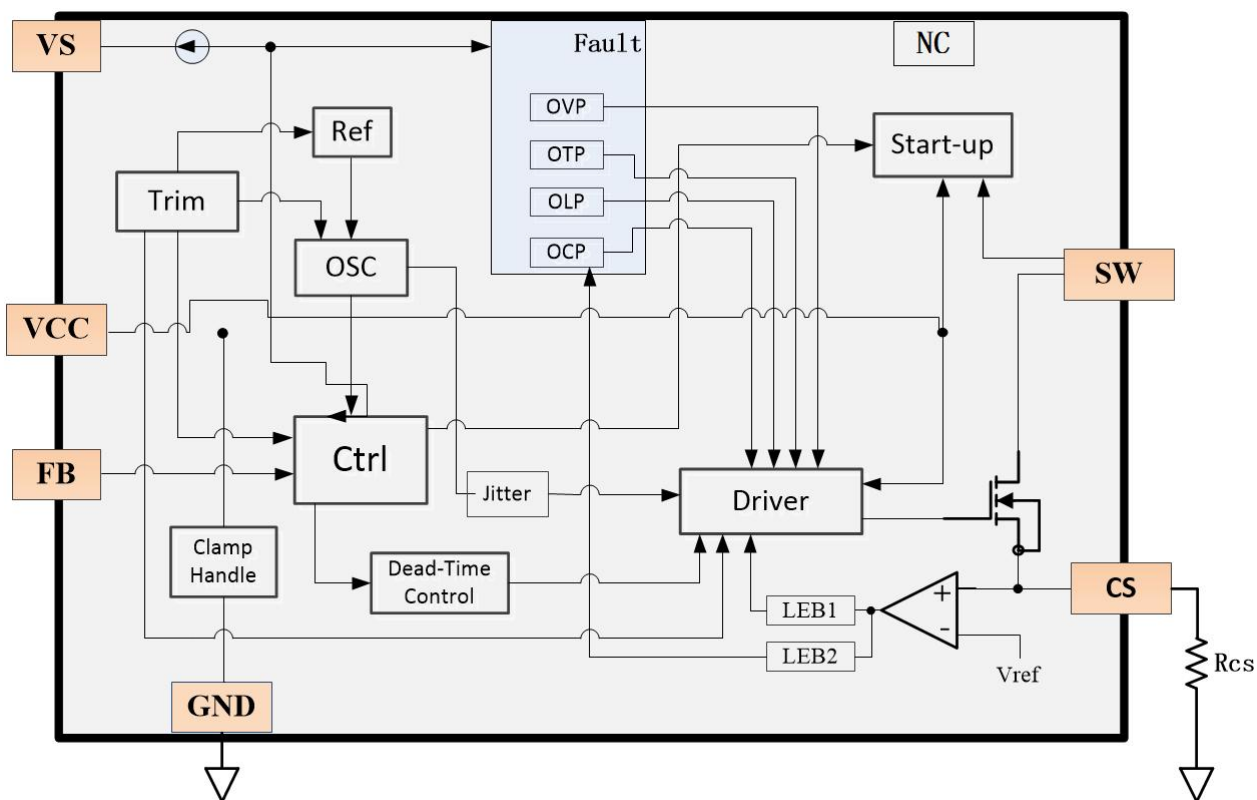 VS
Fault
NC
OVP
Ref
Start-up
OTP
Trim
OLP
OCP
OSC
SW
VCC
Ctrl
FB
Jitter
Driver
Clamp
Handle
Dead-Time
Control
+
-
CS
LEB1
LEB2
Vref
Rcs
GND